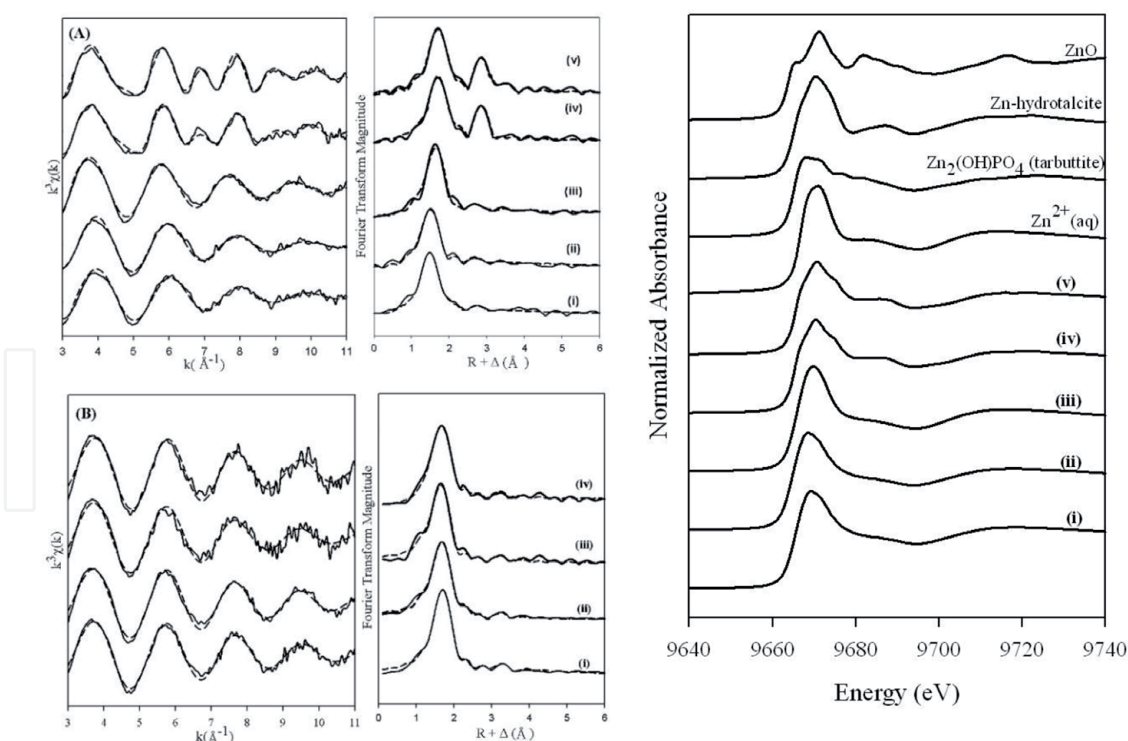 (A)
k³χ(k)
3 4 5 6 7 8 9 10 11
k( Å⁻¹)
Fourier Transform Magnitude
(v)
(iv)
(iii)
(ii)
(i)
0 1 2 3 4 5 6
R + Δ (Å)
(B)
k³χ(k)
3 4 5 6 7 8 9 10 11
k(Å⁻¹)
Fourier Transform Magnitude
(iv)
(iii)
(ii)
(i)
0 1 2 3 4 5 6
R + Δ (Å)
Normalized Absorbance
ZnO
Zn-hydrotalcite
Zn₂(OH)PO₄ (tarbuttite)
Zn²⁺(aq)
(v)
(iv)
(iii)
(ii)
(i)
9640 9660 9680 9700 9720 9740
Energy (eV)